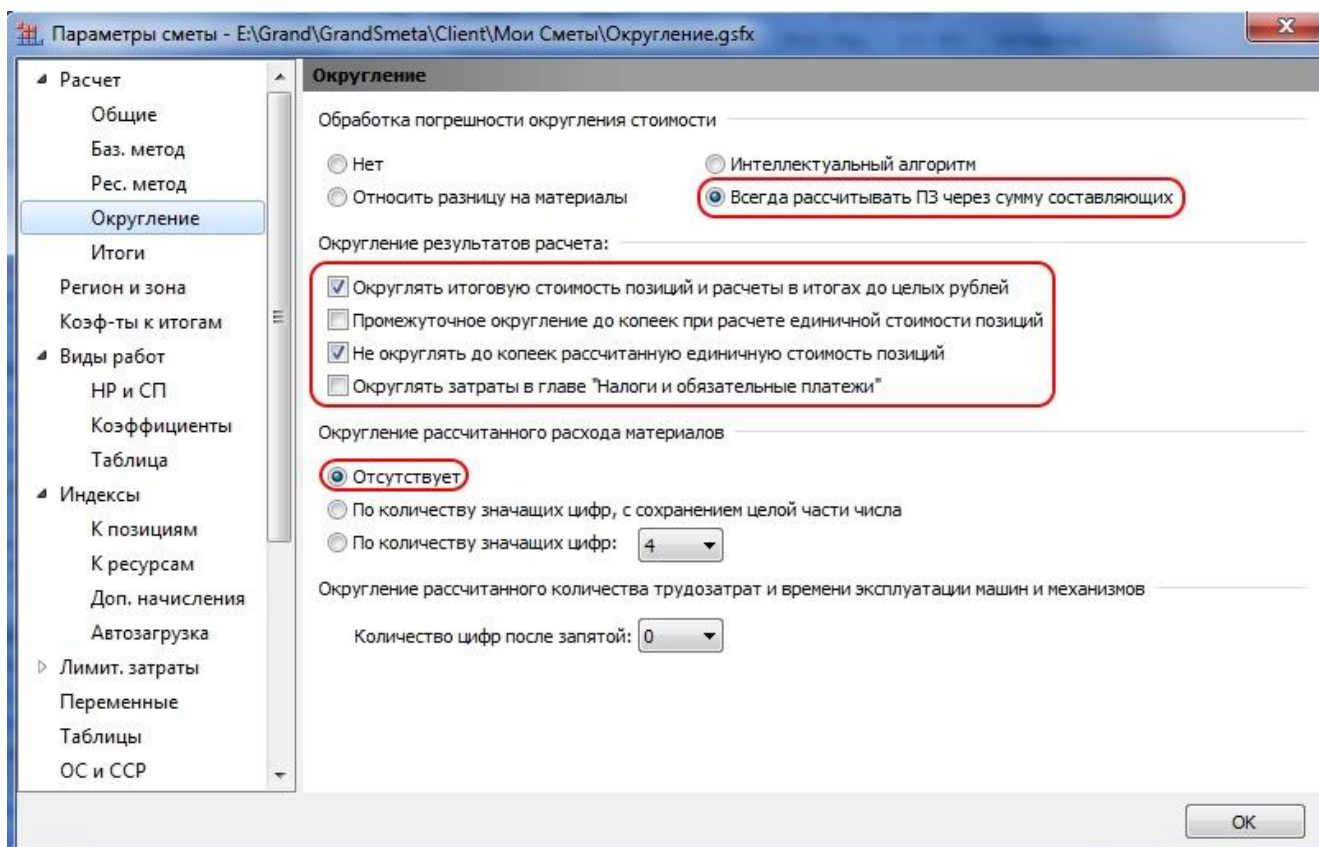 Параметры сметы - E:\Grand\GrandSmeta\Client\Мои Сметы\Округление.gsfx
Расчет
Общие
Баз. метод
Рес. метод
Округление
Итоги
Регион и зона
Коэф-ты к итогам
Виды работ
НР и СП
Коэффициенты
Таблица
Индексы
К позициям
К ресурсам
Доп. начисления
Автозагрузка
Лимит. затраты
Переменные
Таблицы
ОС и ССР
Округление
Обработка погрешности округления стоимости
Нет
Интеллектуальный алгоритм
Относить разницу на материалы
Всегда рассчитывать ПЗ через сумму составляющих
Округление результатов расчета:
Округлять итоговую стоимость позиций и расчеты в итогах до целых рублей
Промежуточное округление до копеек при расчете единичной стоимости позиций
Не округлять до копеек рассчитанную единичную стоимость позиций
Округлять затраты в главе "Налоги и обязательные платежи"
Округление рассчитанного расхода материалов
Отсутствует
По количеству значащих цифр, с сохранением целой части числа
По количеству значащих цифр: 4
Округление рассчитанного количества трудозатрат и времени эксплуатации машин и механизмов
Количество цифр после запятой: 0
ОК